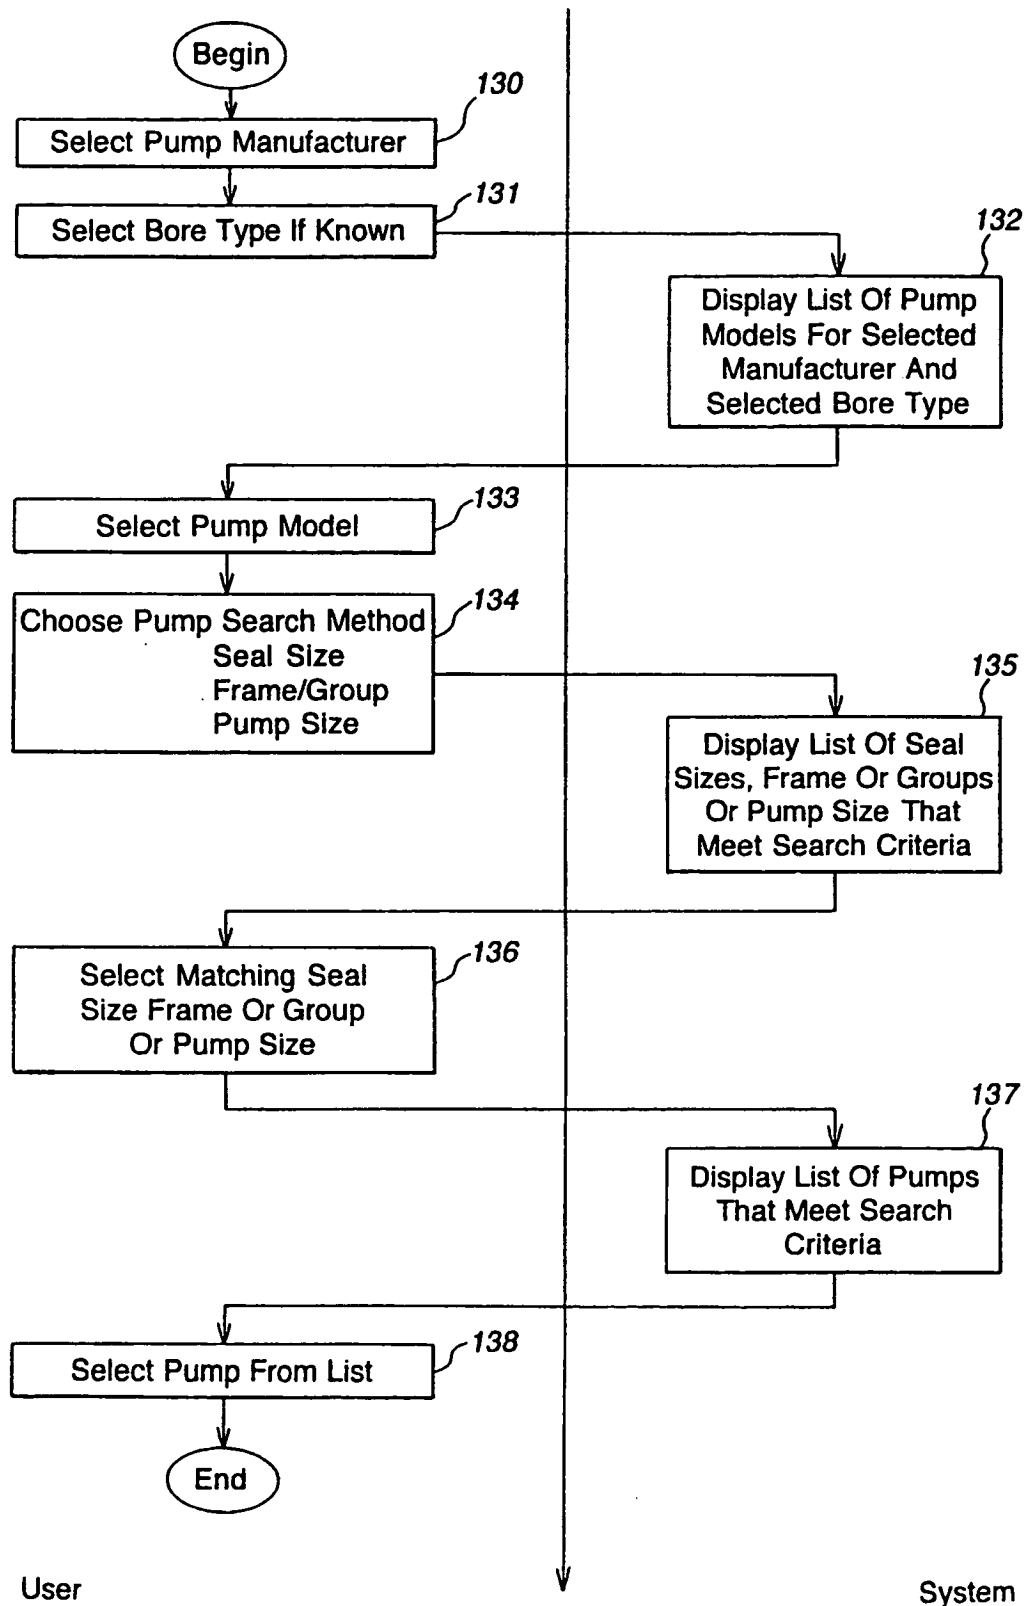 Begin
130
Select Pump Manufacturer
131
Select Bore Type If Known
132
Display List Of Pump
Models For Selected
Manufacturer And
Selected Bore Type
133
Select Pump Model
134
Choose Pump Search Method
Seal Size
Frame/Group
Pump Size
135
Display List Of Seal
Sizes, Frame Or Groups
Or Pump Size That
Meet Search Criteria
136
Select Matching Seal
Size Frame Or Group
Or Pump Size
137
Display List Of Pumps
That Meet Search
Criteria
138
Select Pump From List
End
User
System